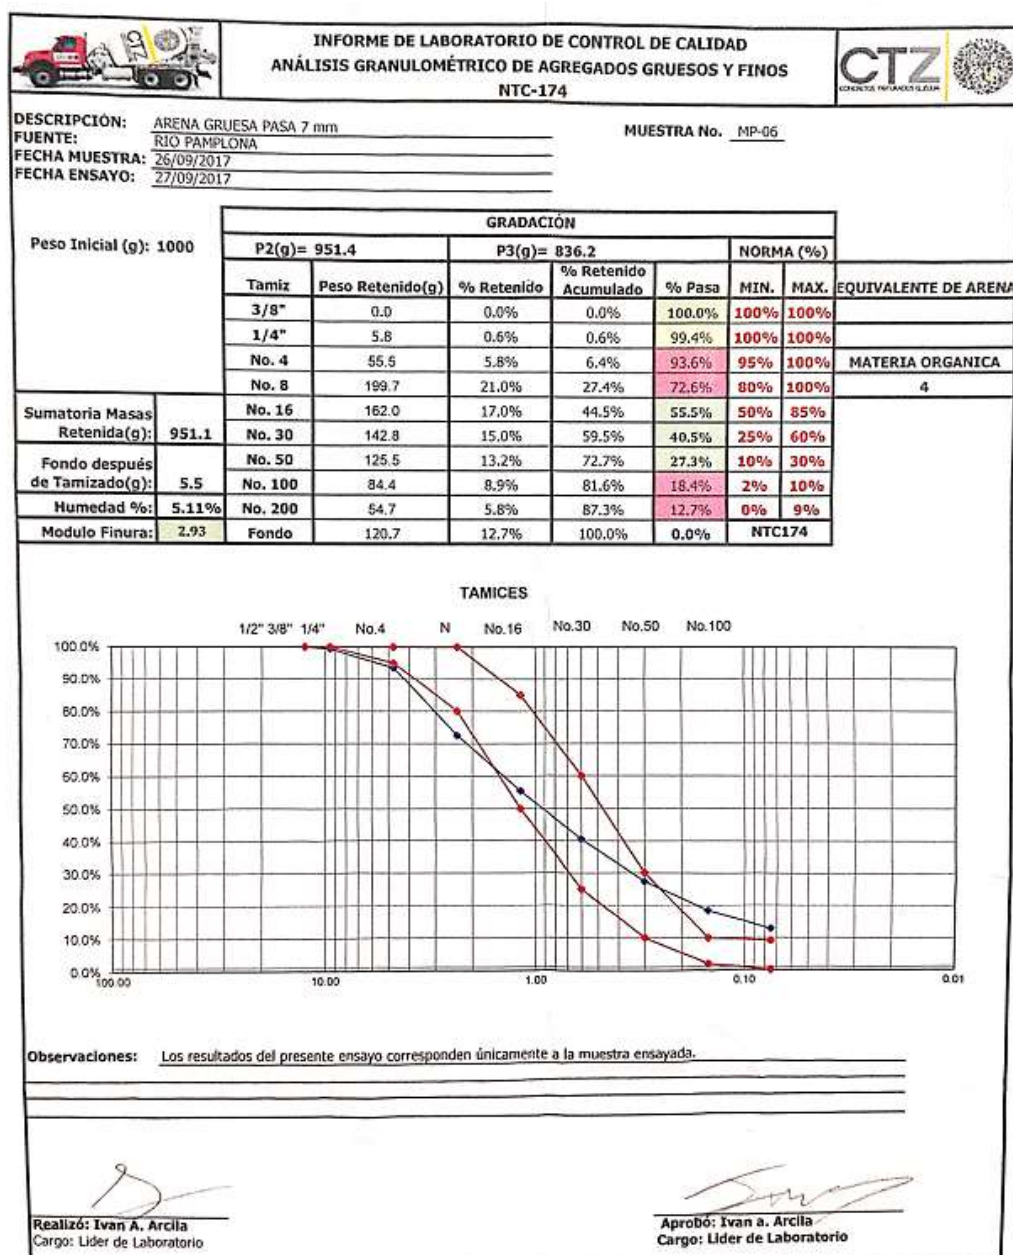 INFORME DE LABORATORIO DE CONTROL DE CALIDAD
ANÁLISIS GRANULOMÉTRICO DE AGREGADOS GRUESOS Y FINOS
NTC-174
CTZ
CTZ
DESCRIPCIÓN: ARENA GRUESA PASA 7 mm
MUESTRA No. MP-06
FUENTE: RIO PAMPLONA
FECHA MUESTRA: 26/09/2017
FECHA ENSAYO: 27/09/2017
GRADACIÓN
Peso Inicial (g): 1000 P2(g)= 951.4 P3(g)= 836.2 NORMA (%)
Tamiz Peso Retenido(g) % Retenido % Retenido Acumulado % Pasa MIN. MAX. EQUIVALENTE DE ARENA
3/8" 0.0 0.0% 0.0% 100.0% 100% 100%
1/4" 5.8 0.6% 0.6% 99.4% 100% 100%
No. 4 55.5 5.8% 6.4% 93.6% 95% 100% MATERIA ORGANICA
No. 8 199.7 21.0% 27.4% 72.6% 80% 100% 4
No. 16 162.0 17.0% 44.5% 55.5% 50% 85%
Sumatoria Masas Retenida(g): 951.1
No. 30 142.8 15.0% 59.5% 40.5% 25% 60%
No. 50 125.5 13.2% 72.7% 27.3% 10% 30%
Fondo después de Tamizado(g): 5.5
No. 100 84.4 8.9% 81.6% 18.4% 2% 10%
Humedad %: 5.11% No. 200 54.7 5.8% 87.3% 12.7% 0% 9%
Modulo Finura: 2.93 Fondo 120.7 12.7% 100.0% 0.0% NTC174
TAMICES
1/2" 3/8" 1/4" No.4 N No.16 No.30 No.50 No.100
100.0%
90.0%
80.0%
70.0%
60.0%
50.0%
40.0%
30.0%
20.0%
10.0%
0.0%
100.00 10.00 1.00 0.10 0.01
Observaciones: Los resultados del presente ensayo corresponden únicamente a la muestra ensayada.
Realizó: Ivan A. Arcila
Cargo: Lider de Laboratorio
Aprobó: Ivan a. Arcila
Cargo: Lider de Laboratorio